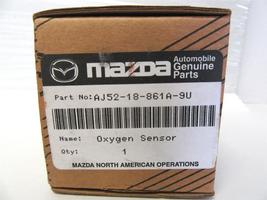 mazda
Automobile
Genuine
Parts
Part No: AJ52-18-861A-9U
Name: Oxygen Sensor
Qty: 1
MAZDA NORTH AMERICAN OPERATIONS